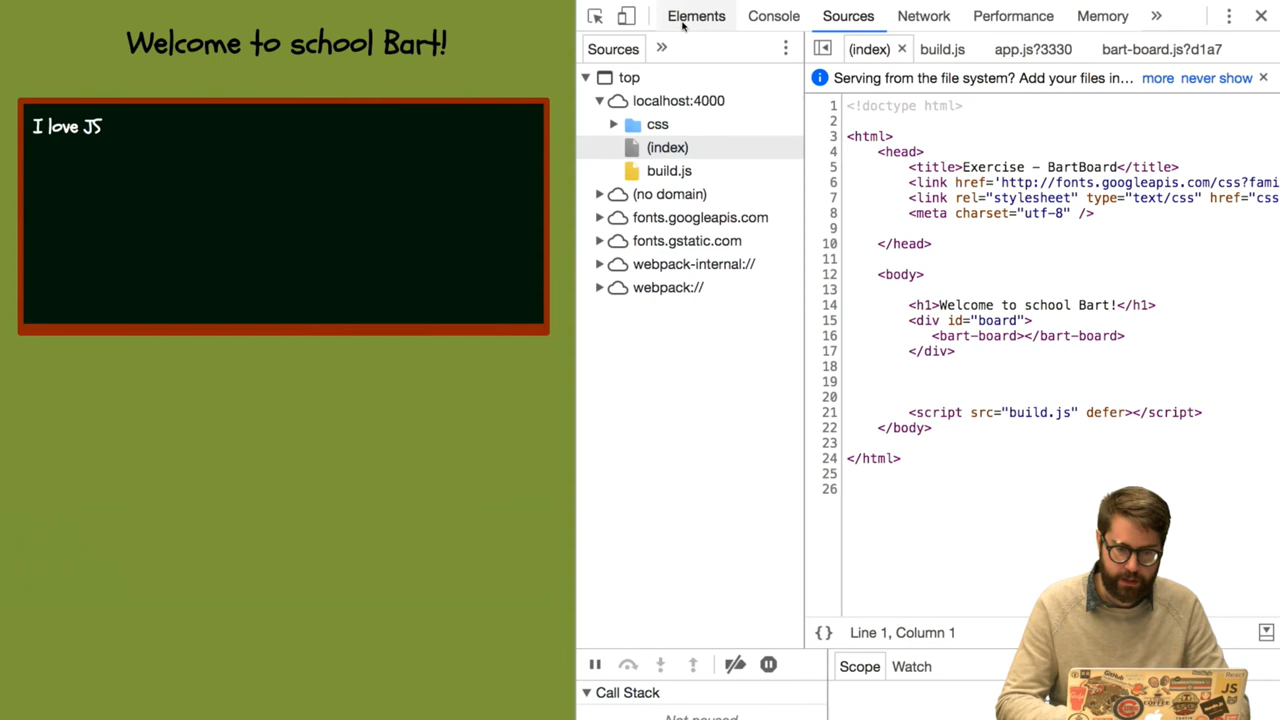 Welcome to school Bart!
I love JS
Elements Console Sources Network Performance Memory »
Sources »
(index) × build.js app.js?3330 bart-board.js?d1a7
Serving from the file system? Add your files in… more never show
top
localhost:4000
css
(index)
build.js
(no domain)
fonts.googleapis.com
fonts.gstatic.com
webpack-internal://
webpack://
1 <!doctype html>
2
3 <html>
4 <head>
5 <title>Exercise - BartBoard</title>
6 <link href='http://fonts.googleapis.com/css?fami
7 <link rel="stylesheet" type="text/css" href="css
8 <meta charset="utf-8" />
9
10 </head>
11
12 <body>
13
14 <h1>Welcome to school Bart!</h1>
15 <div id="board">
16 <bart-board></bart-board>
17 </div>
18
19
20
21 <script src="build.js" defer></script>
22 </body>
23
24 </html>
25
26
{} Line 1, Column 1
Scope Watch
Call Stack
Not paused
GitHub
React
JS